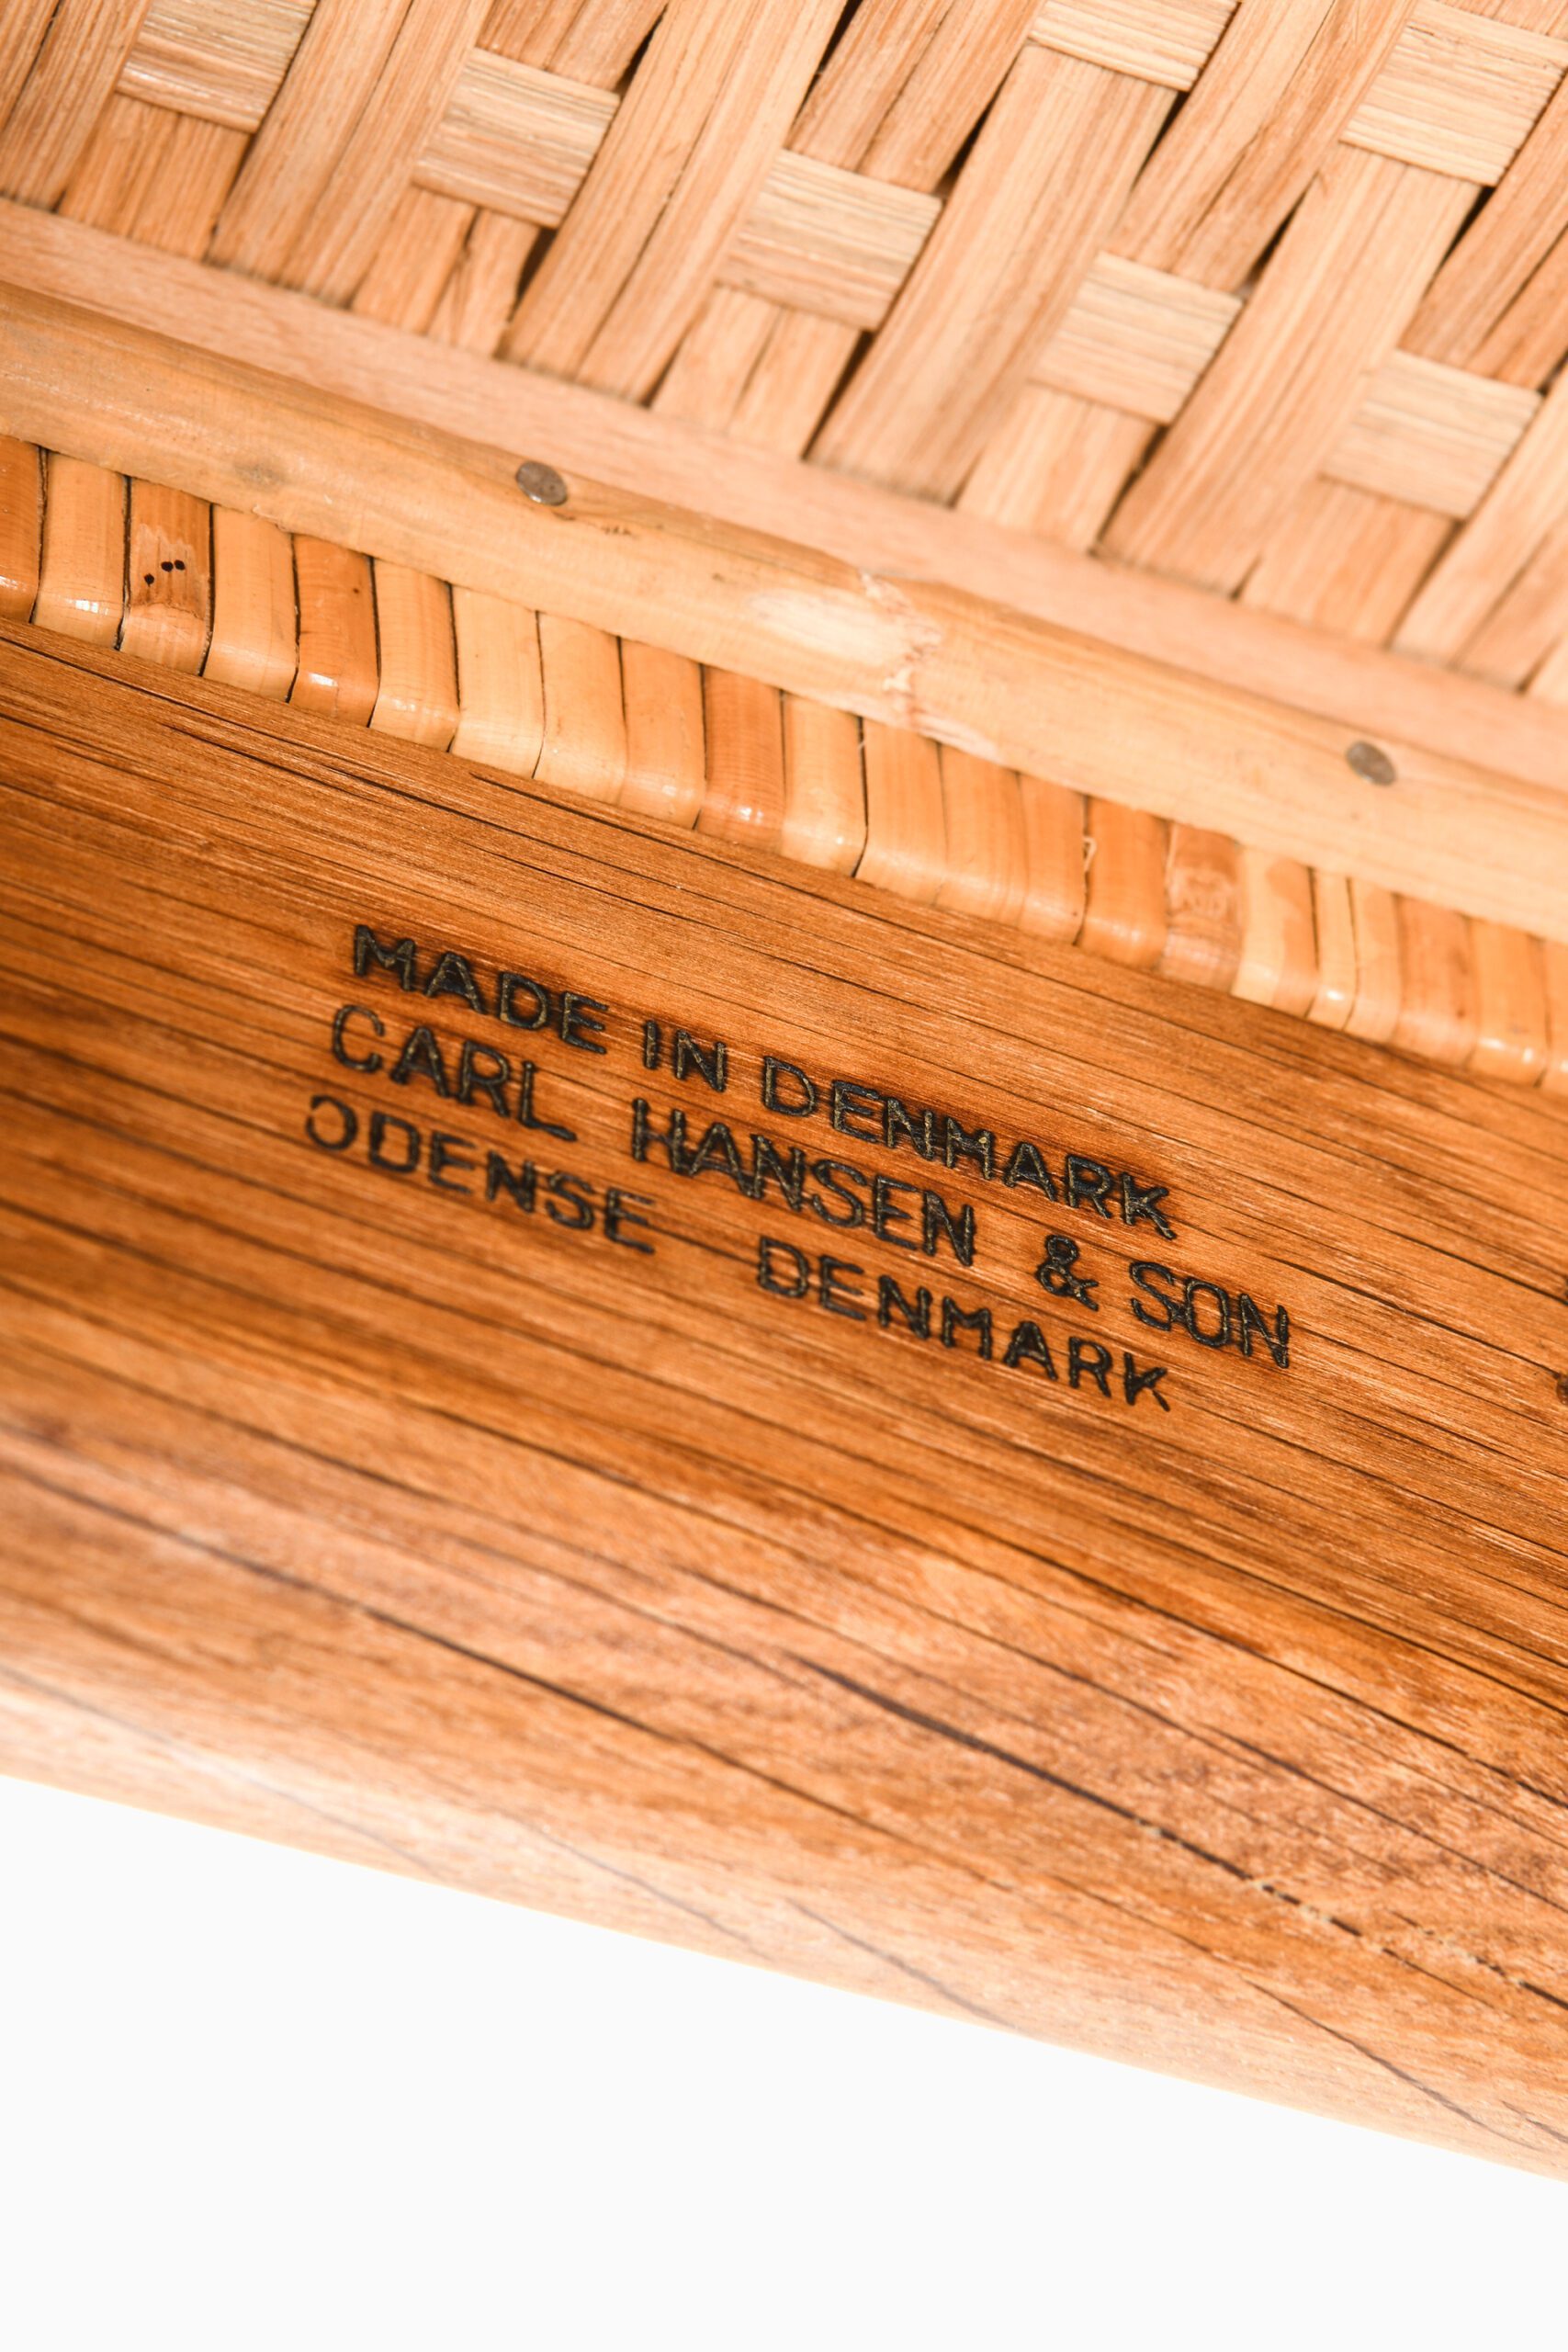 MADE IN DENMARK
CARL HANSEN & SON
ODENSE DENMARK